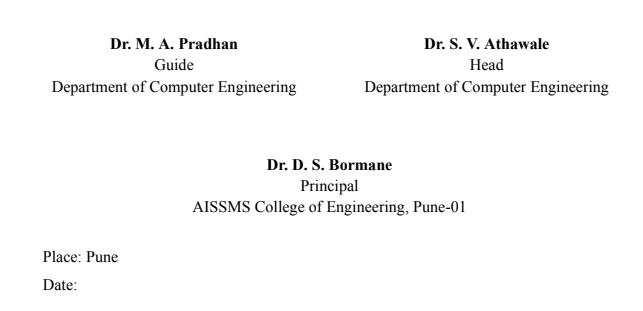 Dr. M. A. Pradhan
Guide
Department of Computer Engineering
Dr. S. V. Athawale
Head
Department of Computer Engineering
Dr. D. S. Bormane
Principal
AISSMS College of Engineering, Pune-01
Place: Pune
Date: